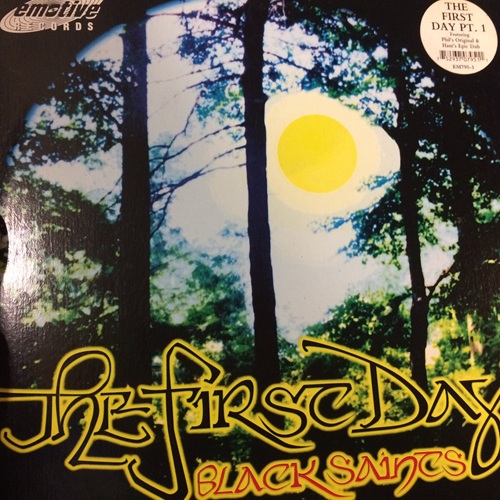 emotive
RECORDS
THE
FIRST
DAY PT. 1
Featuring
Phil's Original &
Hani's Epic Dub
EM795-1
The First Day
Black Saints